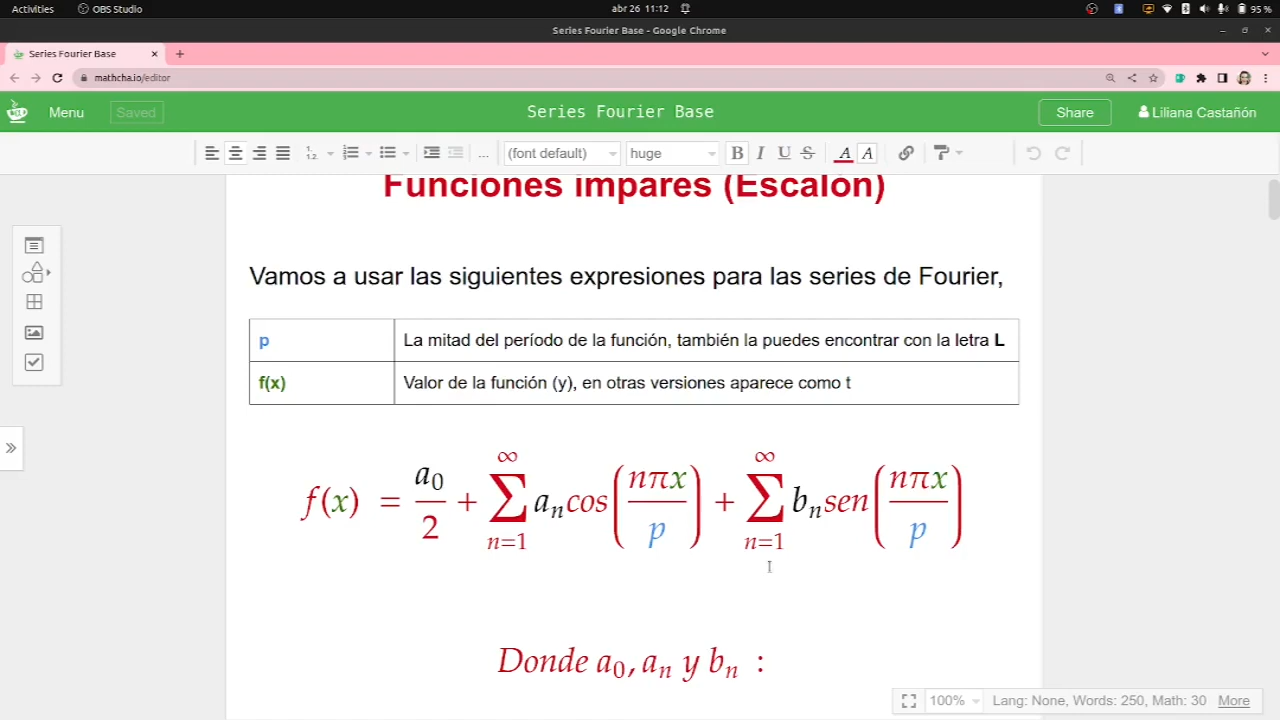 Activities OBS Studio abr 26 11:12 95 %
Series Fourier Base - Google Chrome
Series Fourier Base
mathcha.io/editor
Menu Saved Series Fourier Base Share Liliana Castañón
(font default) huge B I U S A A
Funciones impares (Escalón)
Vamos a usar las siguientes expresiones para las series de Fourier,
p La mitad del período de la función, también la puedes encontrar con la letra L
f(x) Valor de la función (y), en otras versiones aparece como t
f(x) = a₀/2 + ∑_{n=1}^{∞} aₙcos(nπx/p) + ∑_{n=1}^{∞} bₙsen(nπx/p)
Donde a₀, aₙ y bₙ :
100% Lang: None, Words: 250, Math: 30 More